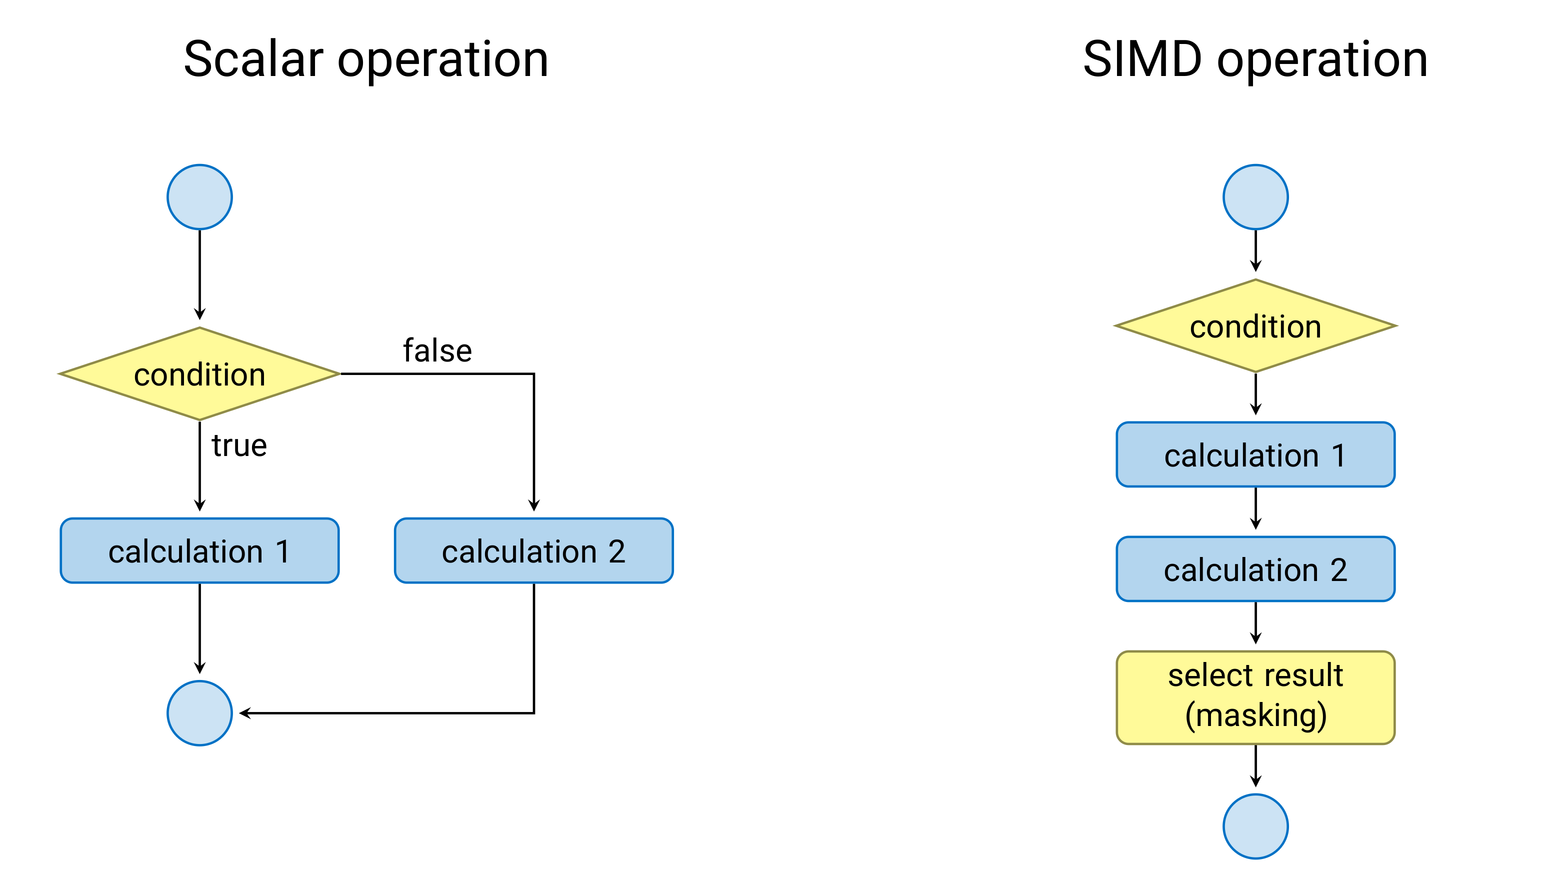 Scalar operation
SIMD operation
condition
false
true
calculation 1
calculation 2
condition
calculation 1
calculation 2
select result
(masking)